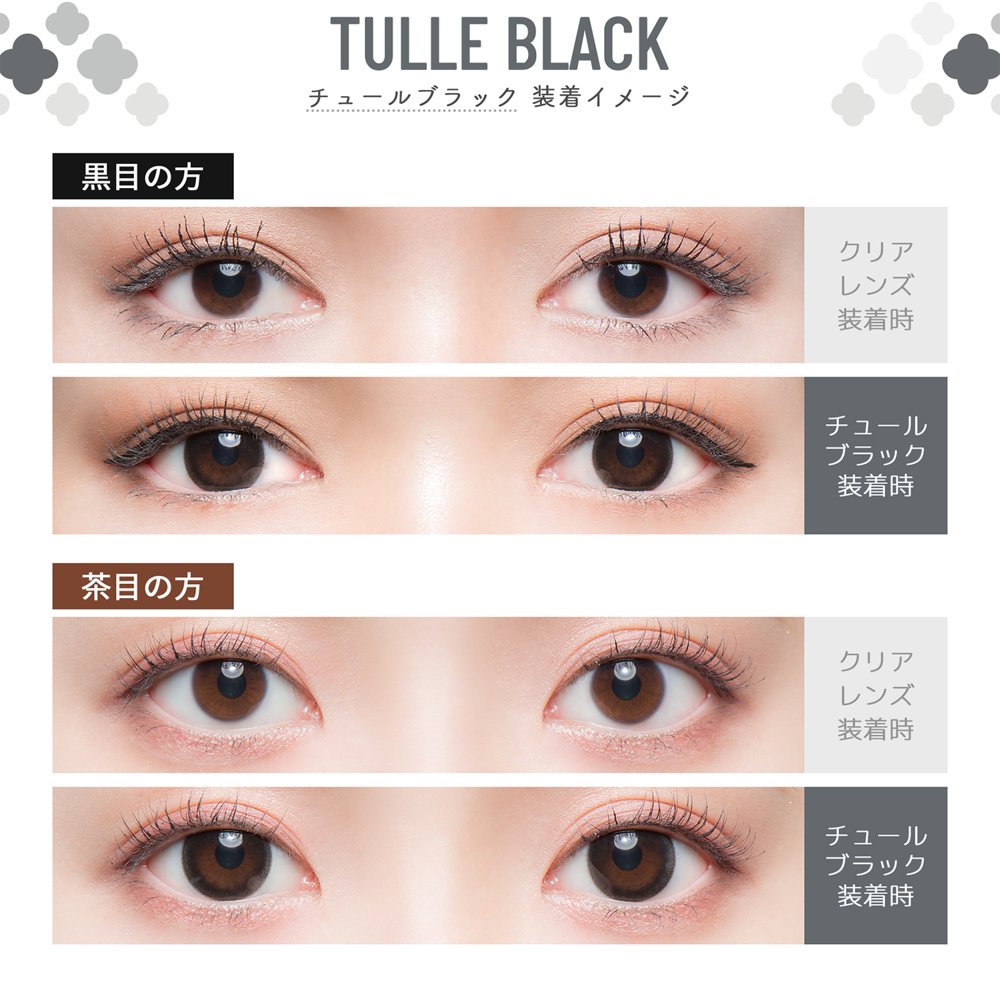 TULLE BLACK
チュールブラック 装着イメージ
黒目の方
クリア
レンズ
装着時
チュール
ブラック
装着時
茶目の方
クリア
レンズ
装着時
チュール
ブラック
装着時